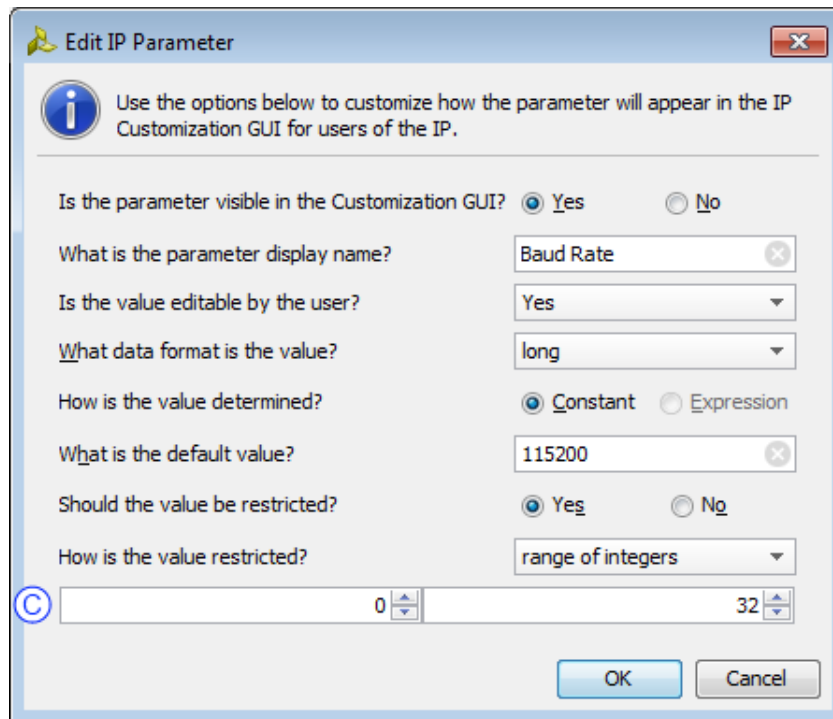 Edit IP Parameter
Use the options below to customize how the parameter will appear in the IP
Customization GUI for users of the IP.
Is the parameter visible in the Customization GUI? Yes No
What is the parameter display name? Baud Rate
Is the value editable by the user? Yes
What data format is the value? long
How is the value determined? Constant Expression
What is the default value? 115200
Should the value be restricted? Yes No
How is the value restricted? range of integers
C 0 32
OK Cancel